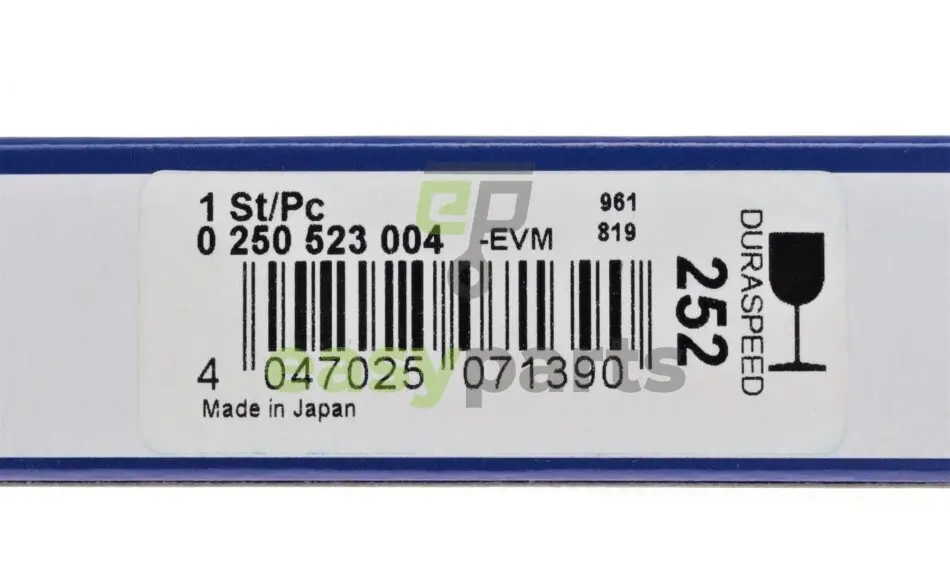 1 St/Pc
0 250 523 004 -EVM
961
819
4 047025 071390
Made in Japan
252
DURASPEED
ep
easyparts